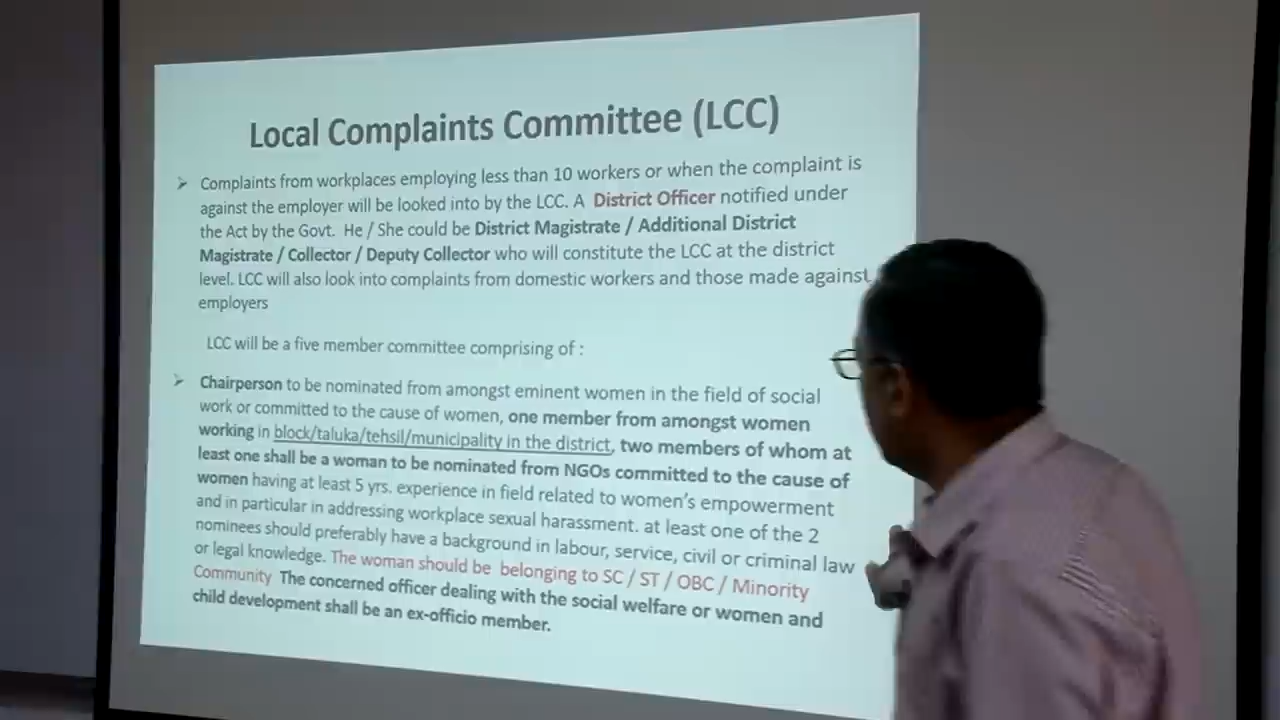 Local Complaints Committee (LCC)
➢ Complaints from workplaces employing less than 10 workers or when the complaint is
against the employer will be looked into by the LCC. A District Officer notified under
the Act by the Govt. He / She could be District Magistrate / Additional District
Magistrate / Collector / Deputy Collector who will constitute the LCC at the district
level. LCC will also look into complaints from domestic workers and those made against
employers
LCC will be a five member committee comprising of :
➢ Chairperson to be nominated from amongst eminent women in the field of social
work or committed to the cause of women, one member from amongst women
working in block/taluka/tehsil/municipality in the district, two members of whom at
least one shall be a woman to be nominated from NGOs committed to the cause of
women having at least 5 yrs. experience in field related to women's empowerment
and in particular in addressing workplace sexual harassment. at least one of the 2
nominees should preferably have a background in labour, service, civil or criminal law
or legal knowledge. The woman should be belonging to SC / ST / OBC / Minority
Community The concerned officer dealing with the social welfare or women and
child development shall be an ex-officio member.